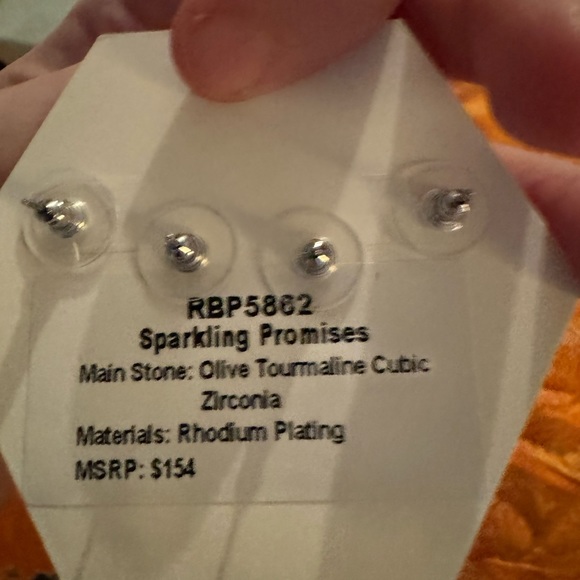 RBP5862
Sparkling Promises
Main Stone: Olive Tourmaline Cubic
Zirconia
Materials: Rhodium Plating
MSRP: $154